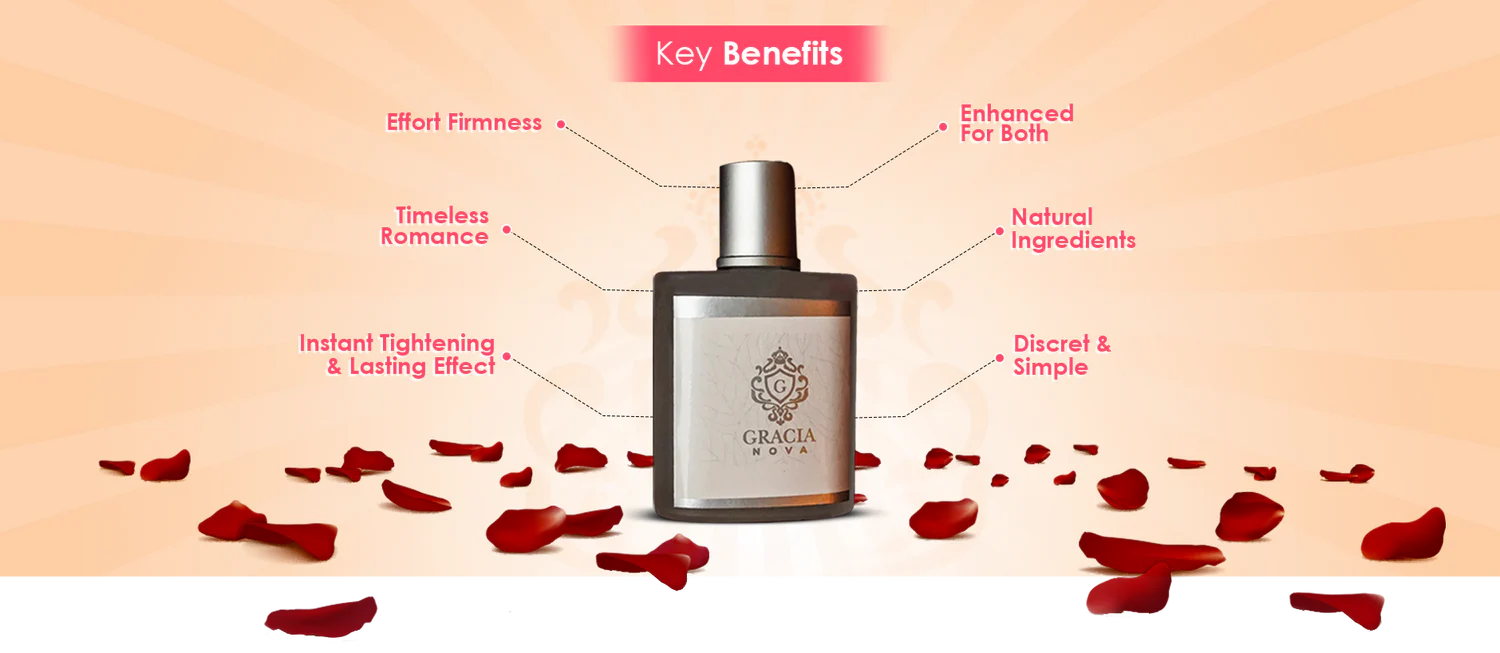 Key Benefits
Effort Firmness
Enhanced
For Both
Timeless
Romance
Natural
Ingredients
Instant Tightening
& Lasting Effect
Discret &
Simple
G
GRACIA
NOVA